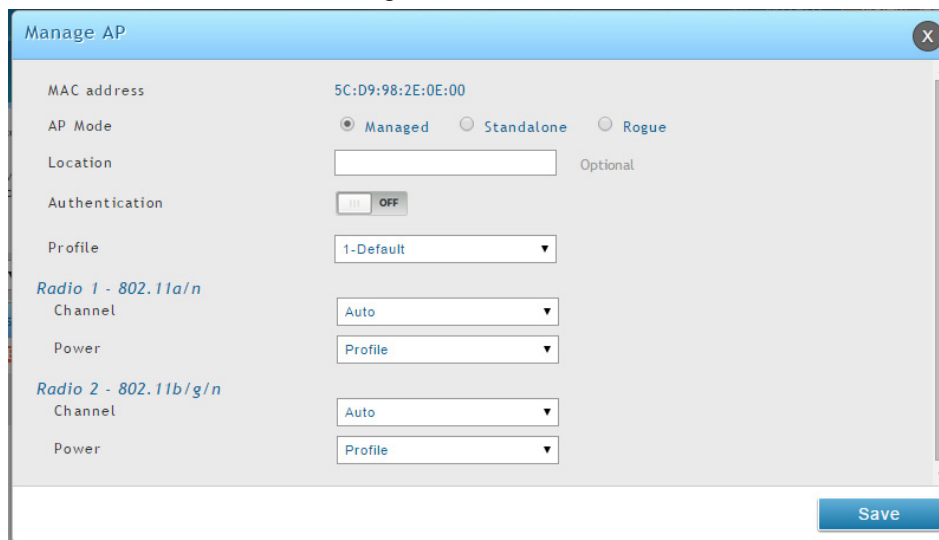 Manage AP
X
MAC address 5C:D9:98:2E:0E:00
AP Mode Managed Standalone Rogue
Location Optional
Authentication OFF
Profile 1-Default
Radio 1 - 802.11a/n
Channel Auto
Power Profile
Radio 2 - 802.11b/g/n
Channel Auto
Power Profile
Save